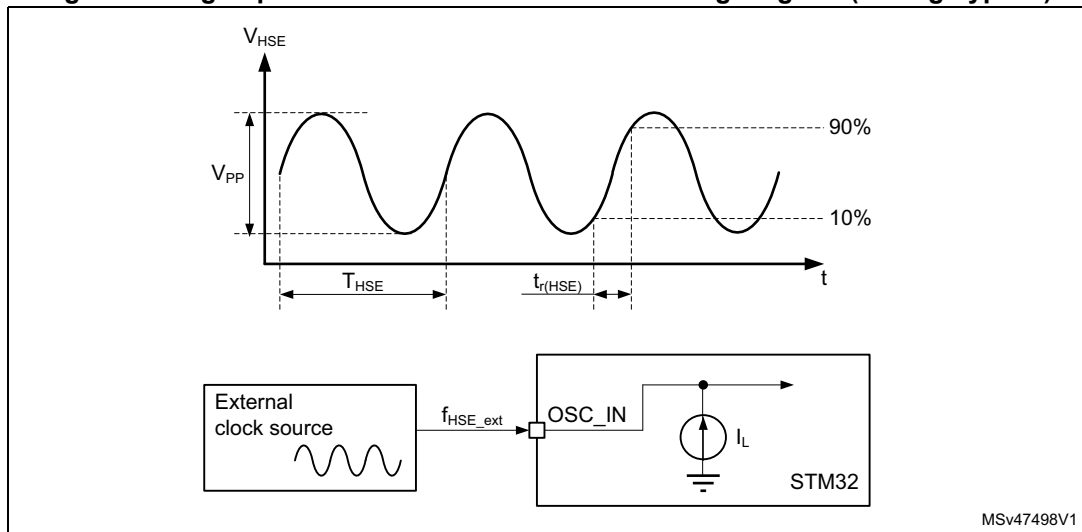 V_HSE
90%
V_PP
10%
t
T_HSE
t_r(HSE)
External
clock source
f_HSE_ext
OSC_IN
I_L
STM32
MSv47498V1